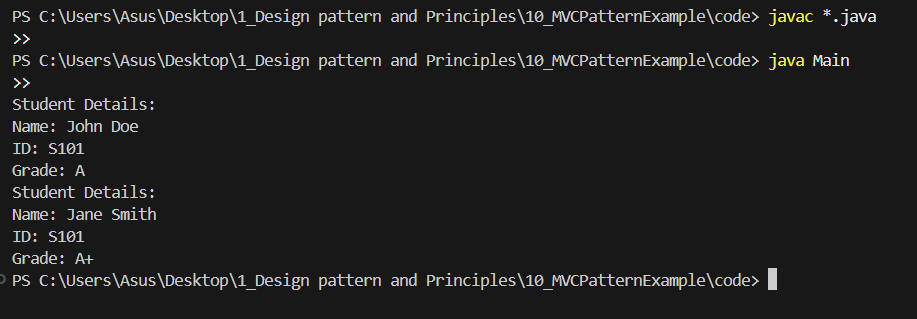 PS C:\Users\Asus\Desktop\1_Design pattern and Principles\10_MVCPatternExample\code> javac *.java
>>
PS C:\Users\Asus\Desktop\1_Design pattern and Principles\10_MVCPatternExample\code> java Main
>>
Student Details:
Name: John Doe
ID: S101
Grade: A
Student Details:
Name: Jane Smith
ID: S101
Grade: A+
PS C:\Users\Asus\Desktop\1_Design pattern and Principles\10_MVCPatternExample\code>